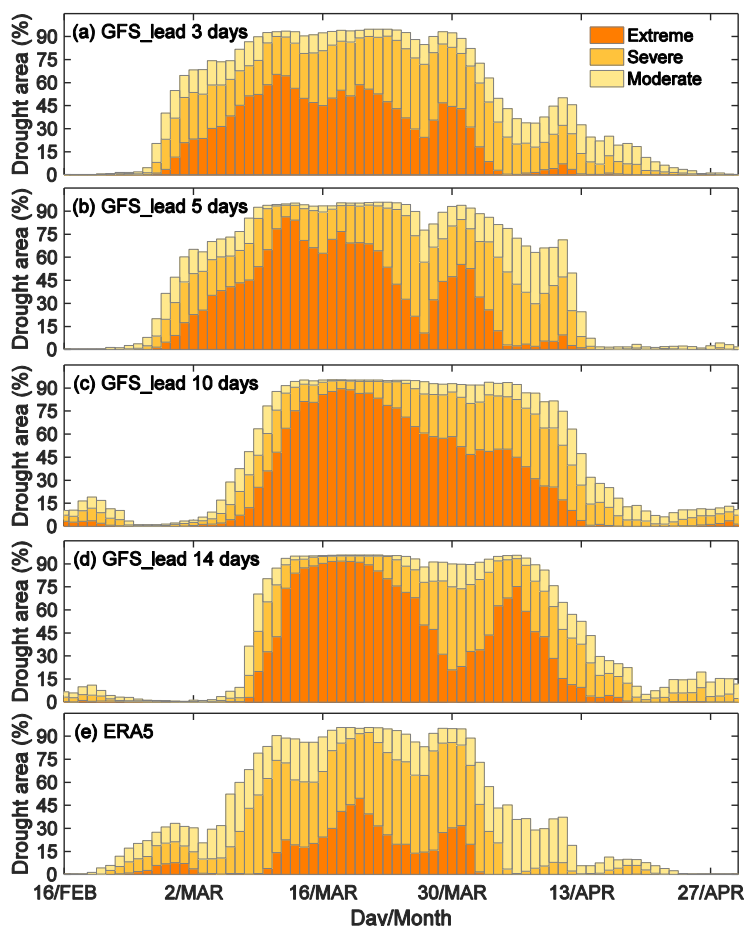 (a) GFS_lead 3 days
Extreme
Severe
Moderate
Drought area (%)
90
75
60
45
30
15
0
(b) GFS_lead 5 days
Drought area (%)
90
75
60
45
30
15
0
(c) GFS_lead 10 days
Drought area (%)
90
75
60
45
30
15
0
(d) GFS_lead 14 days
Drought area (%)
90
75
60
45
30
15
0
(e) ERA5
Drought area (%)
90
75
60
45
30
15
0
16/FEB 2/MAR 16/MAR 30/MAR 13/APR 27/APR
Day/Month